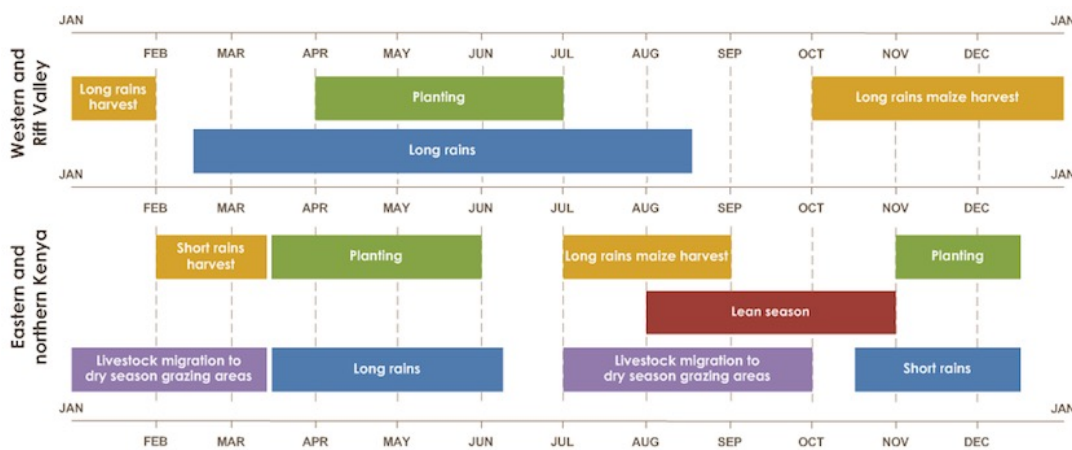 JAN JAN
FEB MAR APR MAY JUN JUL AUG SEP OCT NOV DEC
Western and
Rift Valley
Long rains
harvest
Planting
Long rains maize harvest
Long rains
JAN JAN
FEB MAR APR MAY JUN JUL AUG SEP OCT NOV DEC
Eastern and
northern Kenya
Short rains
harvest
Planting
Long rains maize harvest
Planting
Lean season
Livestock migration to
dry season grazing areas
Long rains
Livestock migration to
dry season grazing areas
Short rains
JAN JAN
FEB MAR APR MAY JUN JUL AUG SEP OCT NOV DEC